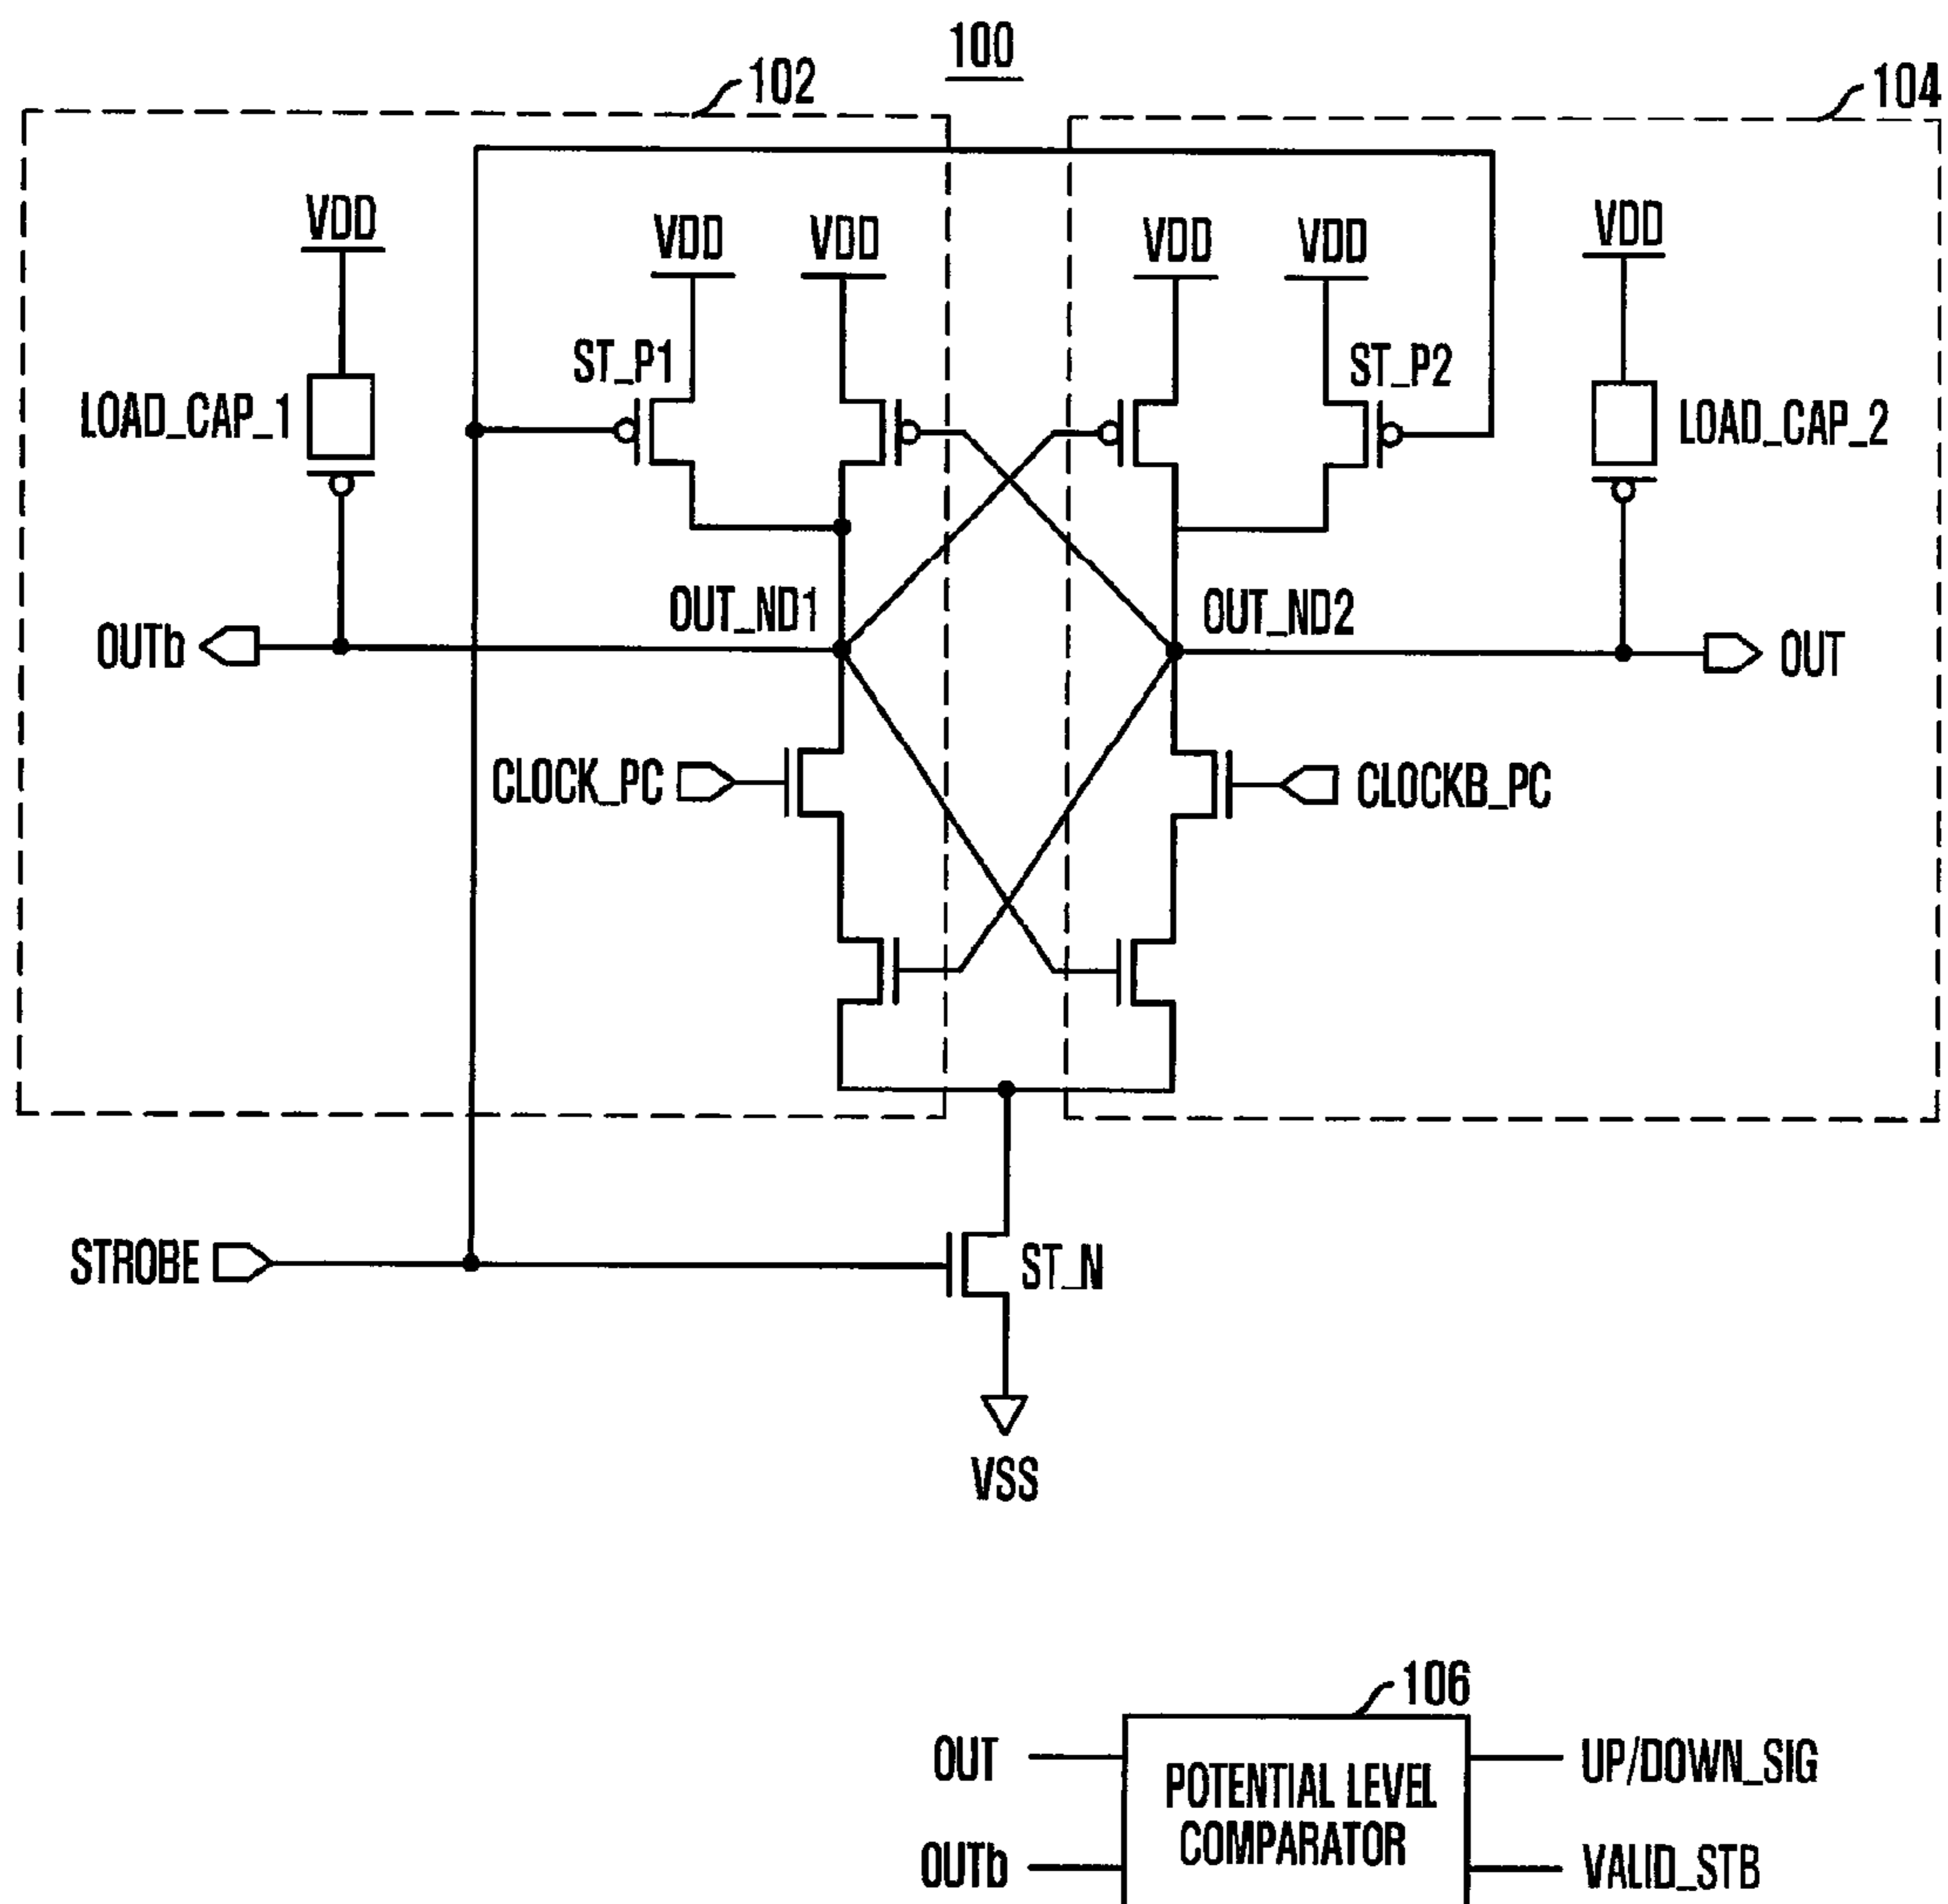 100
102
104
VDD
VDD
VDD
VDD
VDD
VDD
ST_P1
ST_P2
LOAD_CAP_1
LOAD_CAP_2
OUT_ND1
OUT_ND2
OUTb
OUT
CLOCK_PC
CLOCKB_PC
STROBE
ST_N
VSS
106
OUT
UP/DOWN_SIG
POTENTIAL LEVEL
COMPARATOR
OUTb
VALID_STB